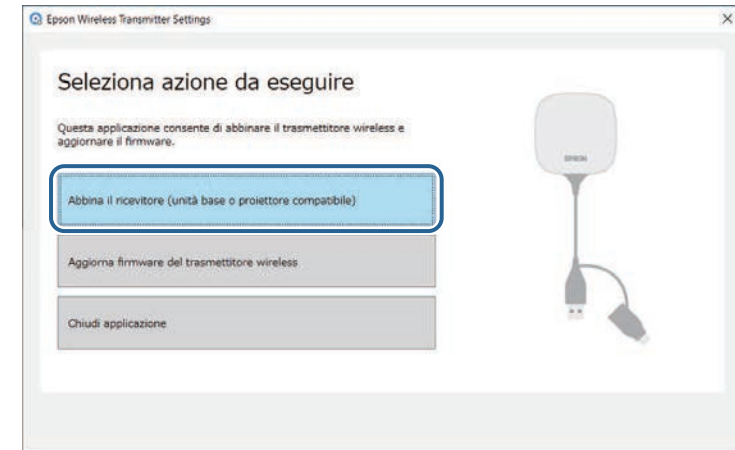 Epson Wireless Transmitter Settings
Seleziona azione da eseguire
Questa applicazione consente di abbinare il trasmettitore wireless e
aggiornare il firmware.
EPSON
Abbina il ricevitore (unità base o proiettore compatibile)
Aggiorna firmware del trasmettitore wireless
Chiudi applicazione